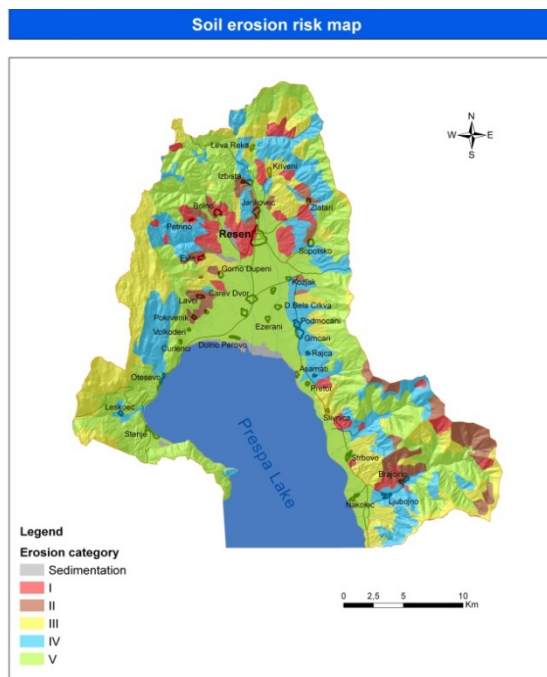 Soil erosion risk map
N
W E
S
Leva Reka
Kriveni
Izbista
Jankovec
Bolno
Zlatari
Petrino
Resen
Sopotsko
Evla
Gorno Dupeni
Kozjak
Carev Dvor
Lavci
D.Bela Crkva
Pokrvenik
Ezerani
Podmocani
Volkoderi
Grncari
Dolno Perovo
Curlenci
Rajca
Asamati
Otesevo
Pretor
Leskoec
Slivnica
Stenje
Prespa Lake
Strbovo
Brajcino
Nakolec
Ljubojno
Legend
Erosion category
Sedimentation
I
II
III
IV
V
0 2,5 5 10
Km